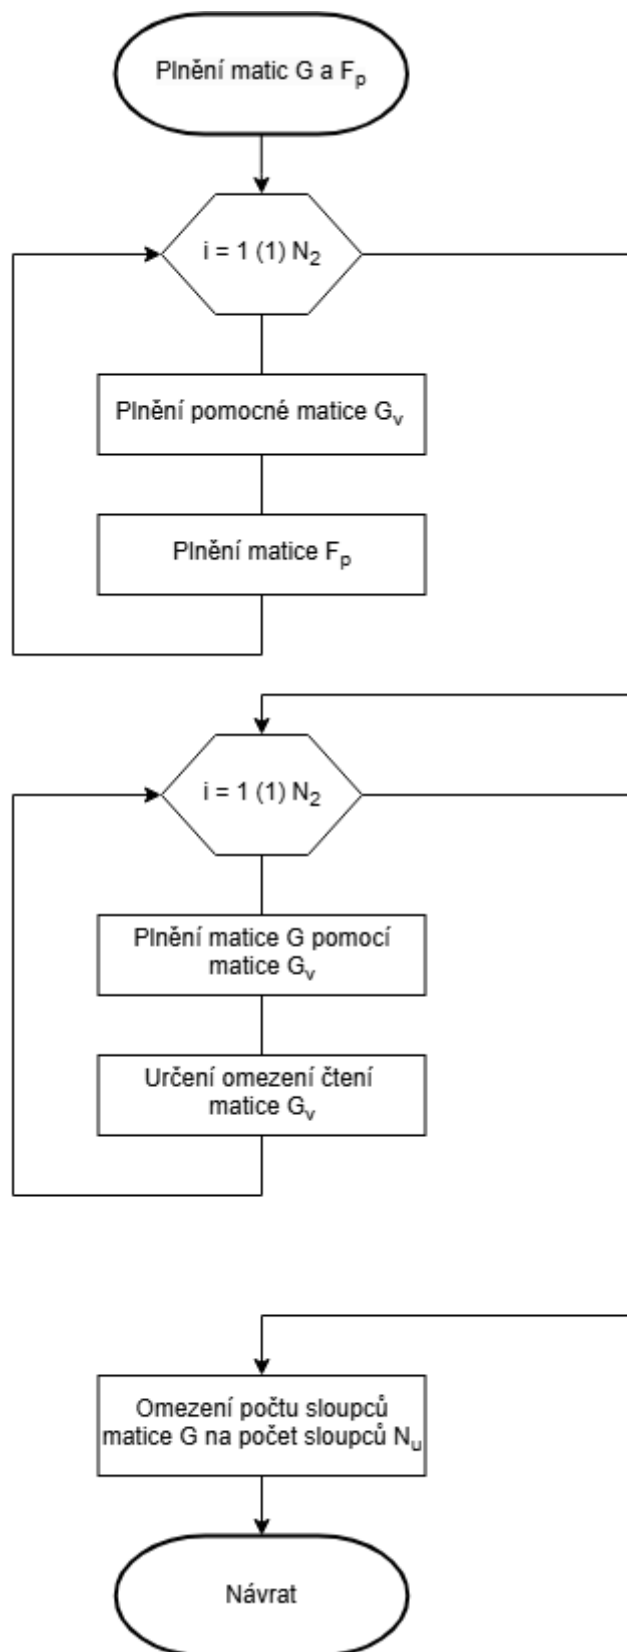 Plnění matic G a Fp
i = 1 (1) N2
Plnění pomocné matice Gv
Plnění matice Fp
i = 1 (1) N2
Plnění matice G pomocí
matice Gv
Určení omezení čtení
matice Gv
Omezení počtu sloupců
matice G na počet sloupců Nu
Návrat